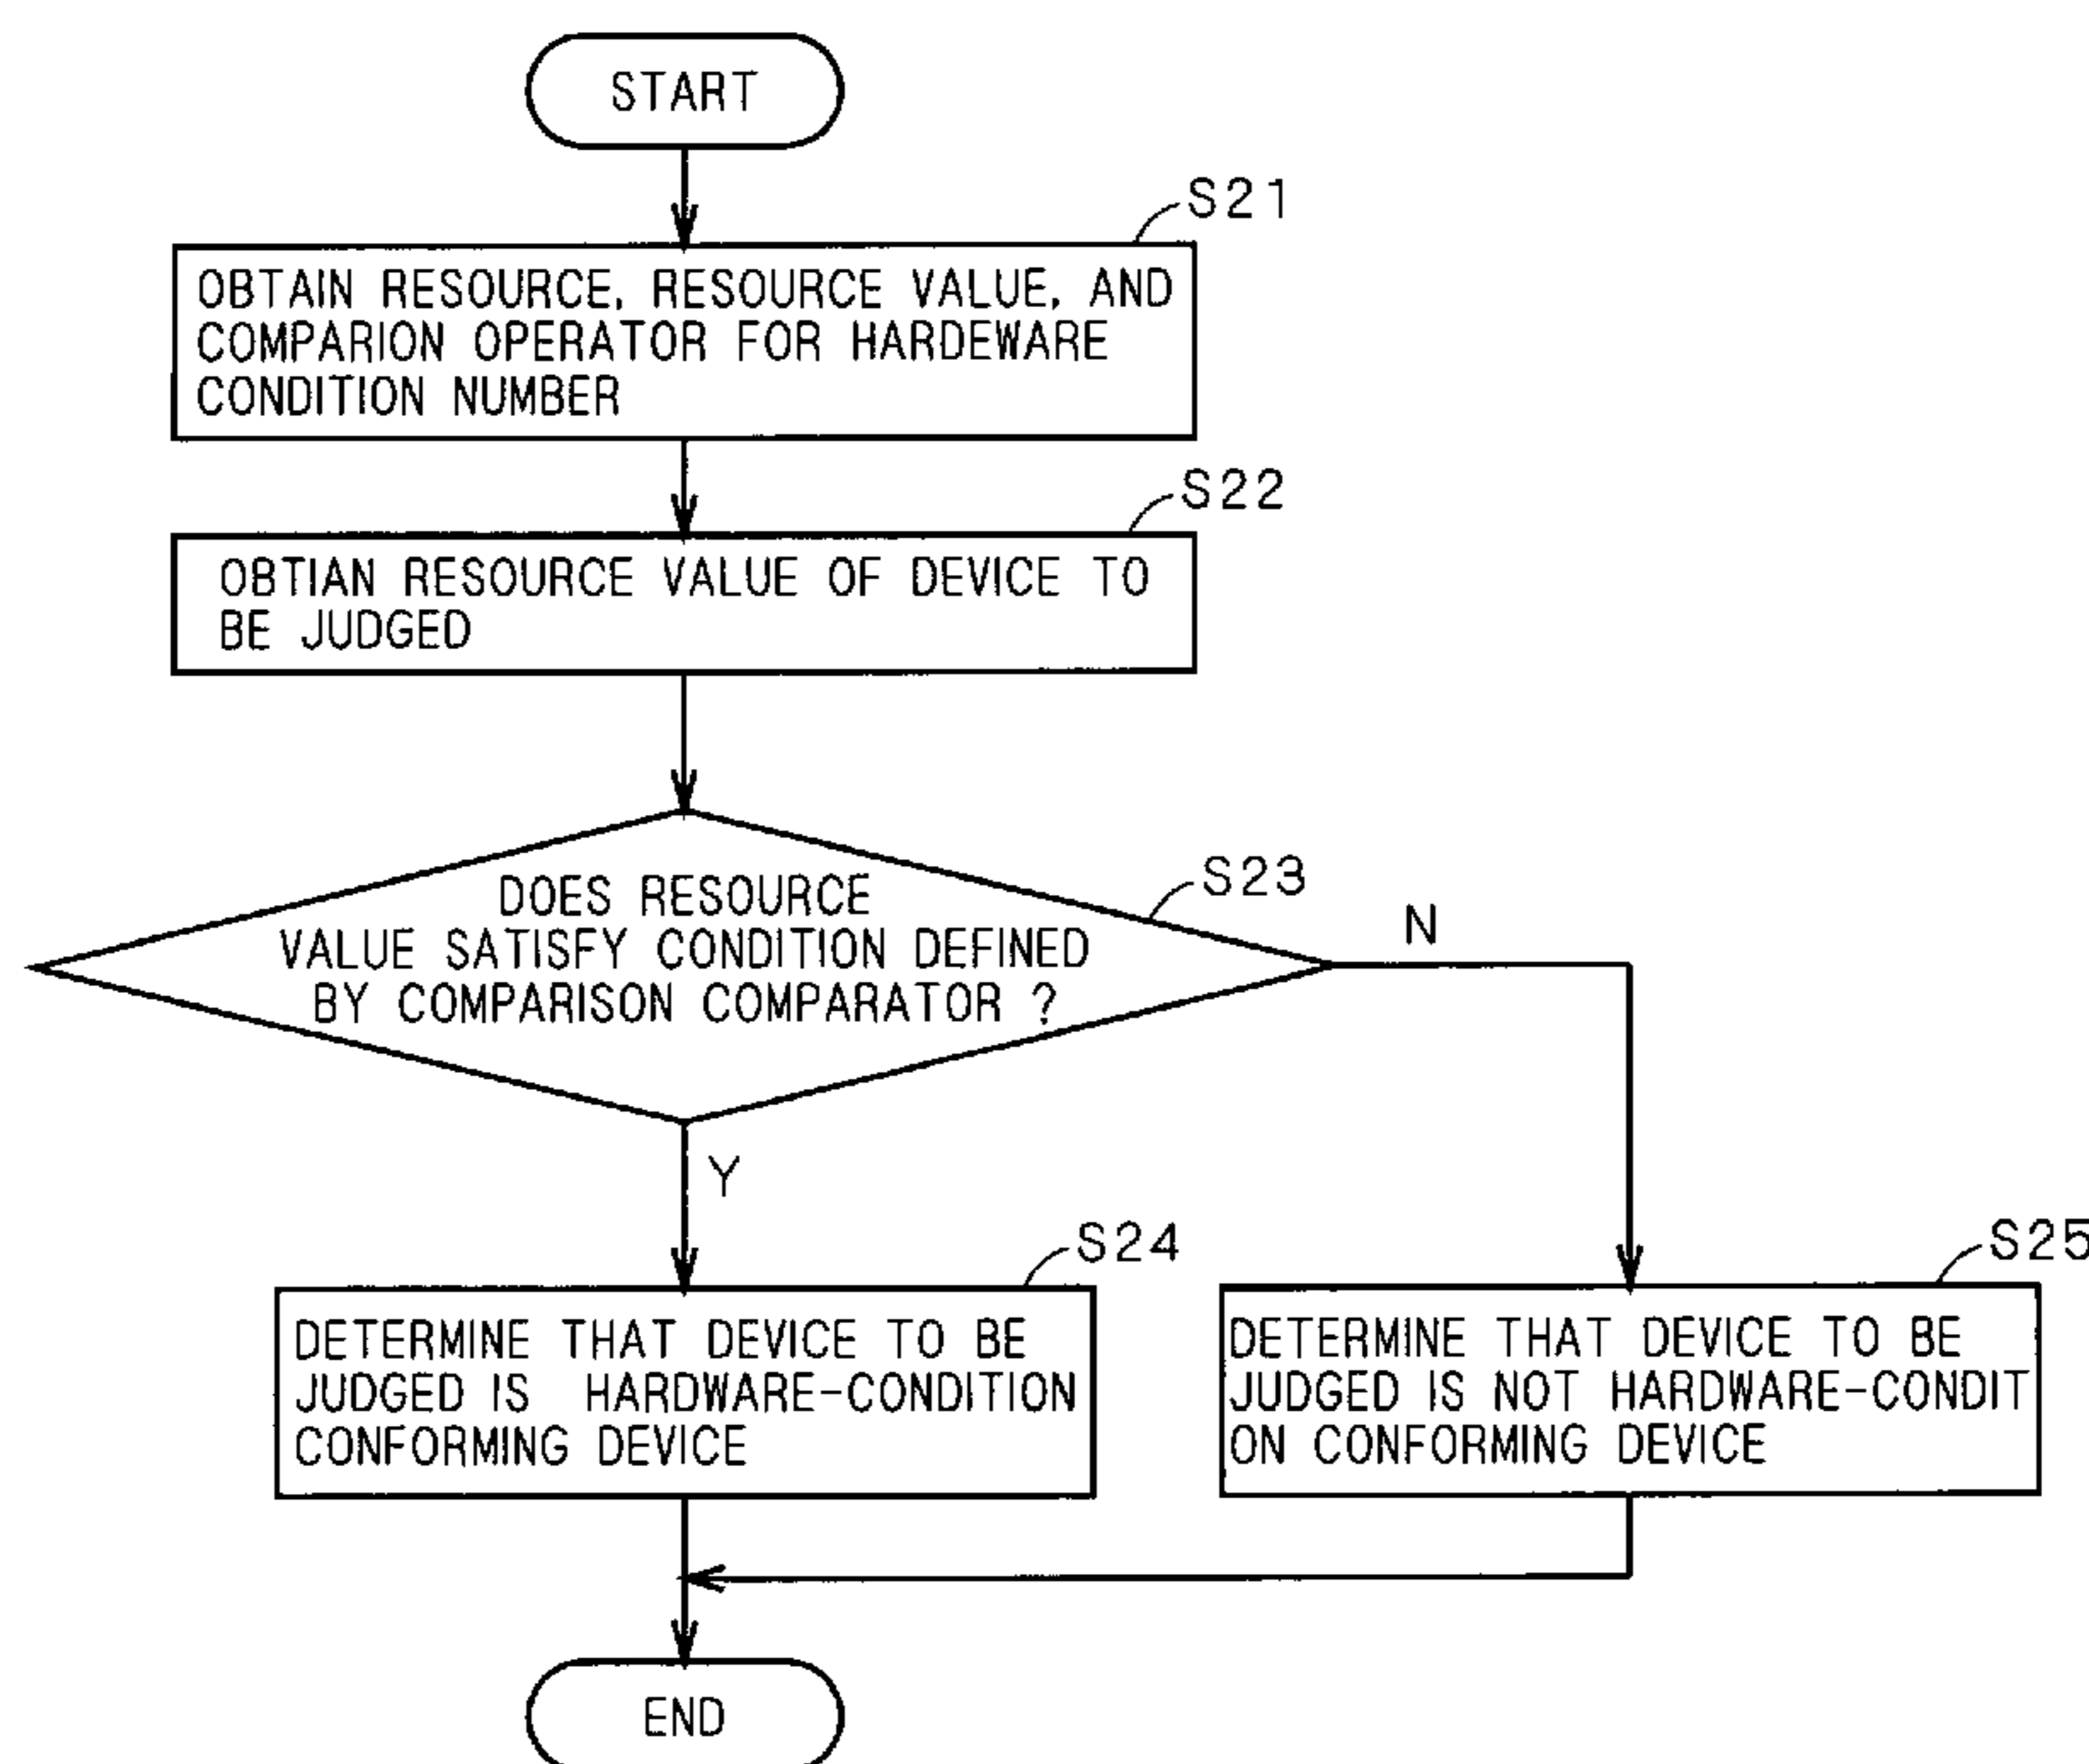 START
S21
OBTAIN RESOURCE, RESOURCE VALUE, AND
COMPARION OPERATOR FOR HARDEWARE
CONDITION NUMBER
S22
OBTIAN RESOURCE VALUE OF DEVICE TO
BE JUDGED
S23
DOES RESOURCE
VALUE SATISFY CONDITION DEFINED
BY COMPARISON COMPARATOR ?
N
Y
S24
DETERMINE THAT DEVICE TO BE
JUDGED IS HARDWARE-CONDITION
CONFORMING DEVICE
S25
DETERMINE THAT DEVICE TO BE
JUDGED IS NOT HARDWARE-CONDIT
ON CONFORMING DEVICE
END